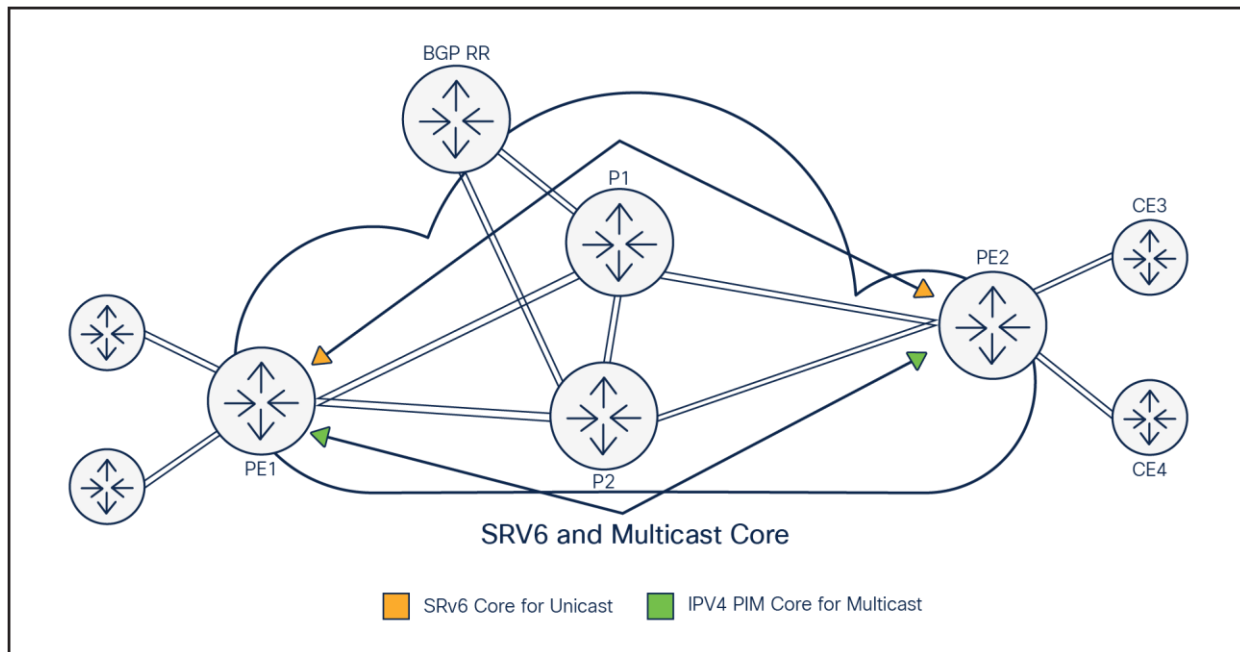 BGP RR
P1
CE3
PE2
PE1
P2
CE4
SRV6 and Multicast Core
SRv6 Core for Unicast
IPV4 PIM Core for Multicast